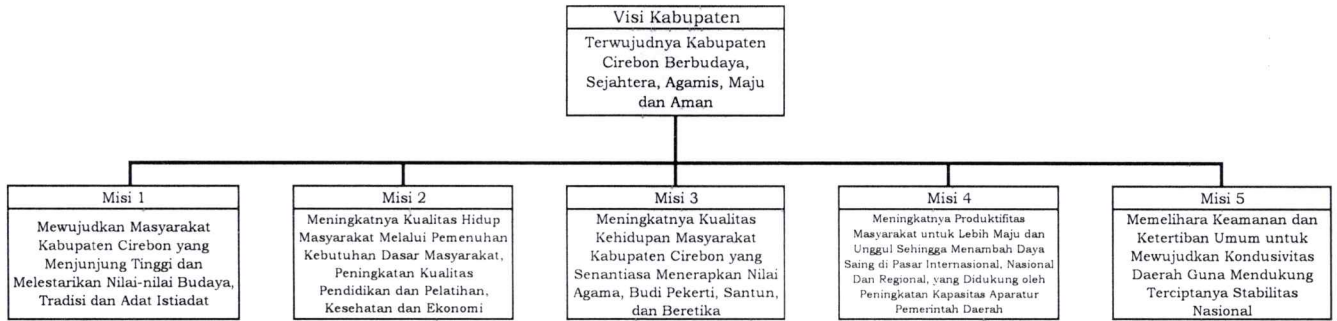 Visi Kabupaten
Terwujudnya Kabupaten
Cirebon Berbudaya,
Sejahtera, Agamis, Maju
dan Aman
Misi 1
Mewujudkan Masyarakat
Kabupaten Cirebon yang
Menjunjung Tinggi dan
Melestarikan Nilai-nilai Budaya,
Tradisi dan Adat Istiadat
Misi 2
Meningkatnya Kualitas Hidup
Masyarakat Melalui Pemenuhan
Kebutuhan Dasar Masyarakat,
Peningkatan Kualitas
Pendidikan dan Pelatihan,
Kesehatan dan Ekonomi
Misi 3
Meningkatnya Kualitas
Kehidupan Masyarakat
Kabupaten Cirebon yang
Senantiasa Menerapkan Nilai
Agama, Budi Pekerti, Santun,
dan Beretika
Misi 4
Meningkatnya Produktifitas
Masyarakat untuk Lebih Maju dan
Unggul Sehingga Menambah Daya
Saing di Pasar Internasional, Nasional
Dan Regional, yang Didukung oleh
Peningkatan Kapasitas Aparatur
Pemerintah Daerah
Misi 5
Memelihara Keamanan dan
Ketertiban Umum untuk
Mewujudkan Kondusivitas
Daerah Guna Mendukung
Terciptanya Stabilitas
Nasional